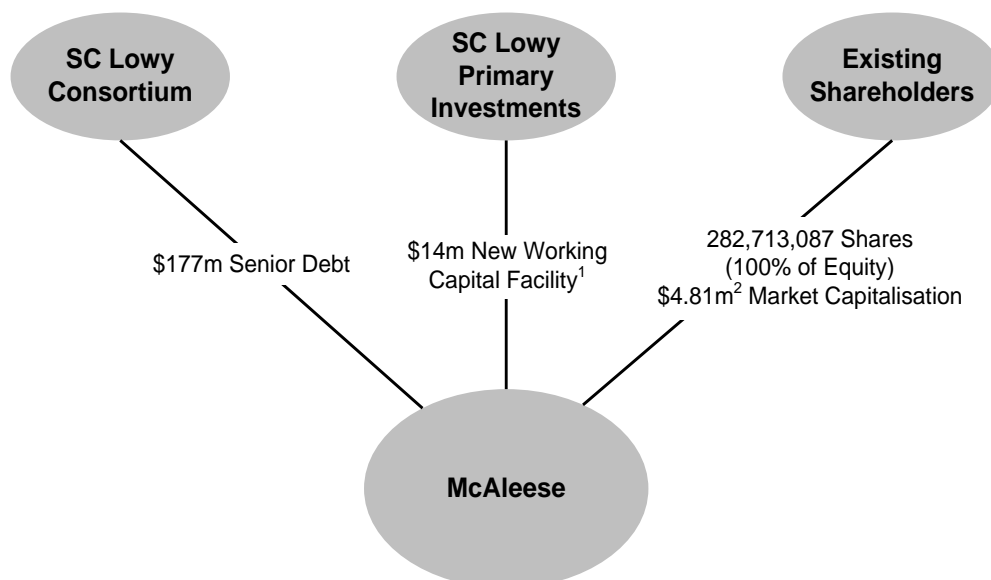 SC Lowy
Consortium
SC Lowy
Primary
Investments
Existing
Shareholders
$177m Senior Debt
$14m New Working
Capital Facility¹
282,713,087 Shares
(100% of Equity)
$4.81m² Market Capitalisation
McAleese